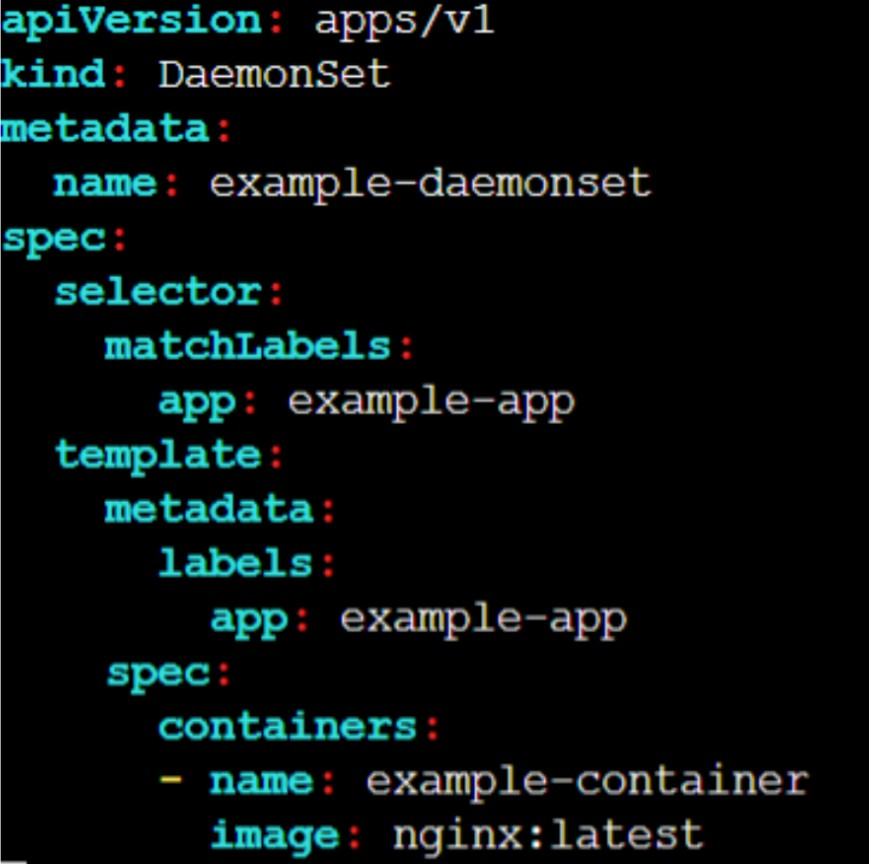 apiVersion: apps/v1
kind: DaemonSet
metadata:
  name: example-daemonset
spec:
  selector:
    matchLabels:
      app: example-app
  template:
    metadata:
      labels:
        app: example-app
    spec:
      containers:
      - name: example-container
        image: nginx:latest